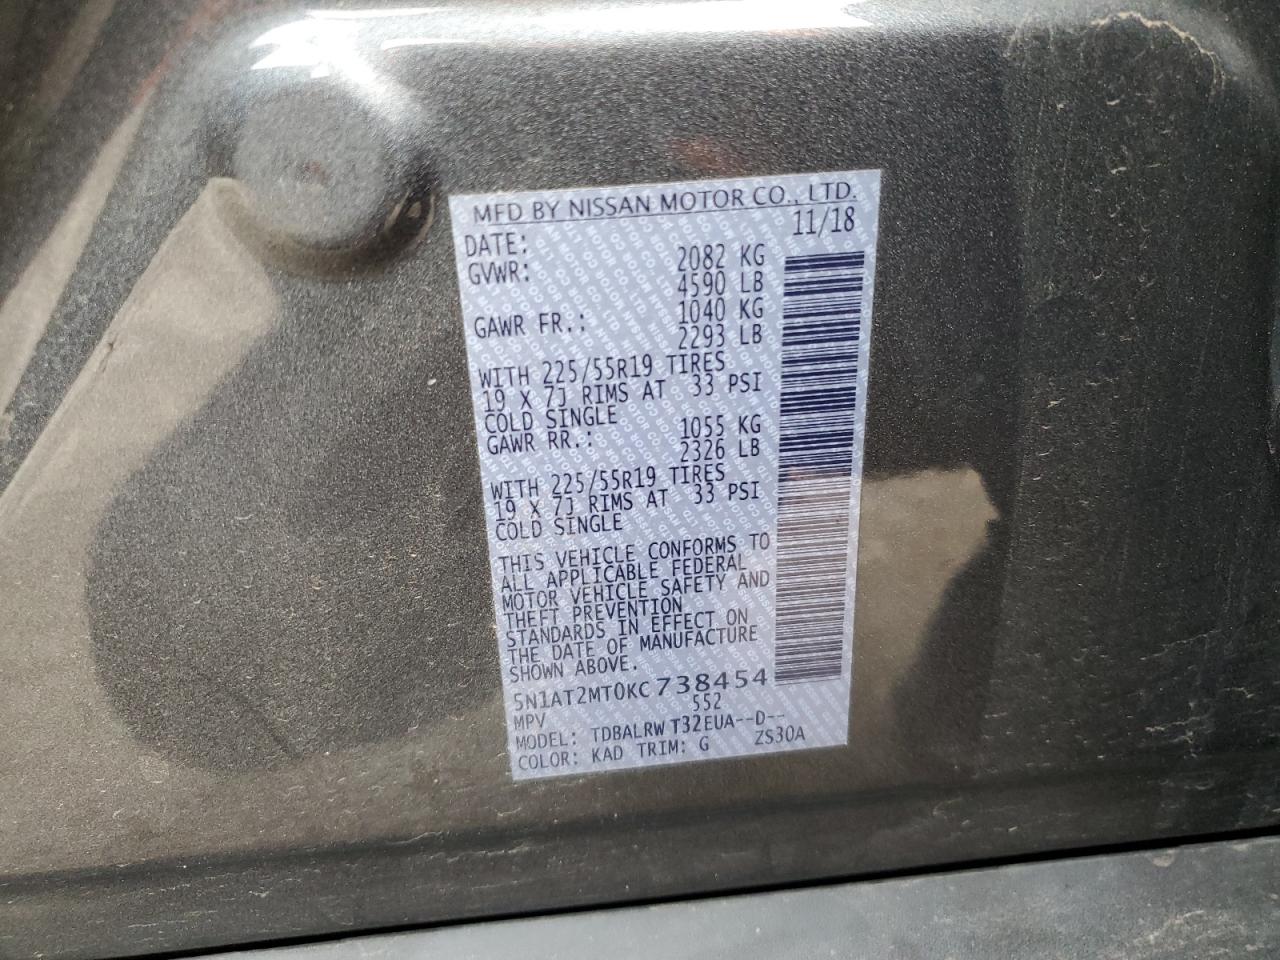 MFD BY NISSAN MOTOR CO., LTD.
DATE: 11/18
GVWR: 2082 KG
4590 LB
GAWR FR.: 1040 KG
2293 LB
WITH 225/55R19 TIRES
19 X 7J RIMS AT 33 PSI
COLD SINGLE
GAWR RR.: 1055 KG
2326 LB
WITH 225/55R19 TIRES
19 X 7J RIMS AT 33 PSI
COLD SINGLE
THIS VEHICLE CONFORMS TO
ALL APPLICABLE FEDERAL
MOTOR VEHICLE SAFETY AND
THEFT PREVENTION
STANDARDS IN EFFECT ON
THE DATE OF MANUFACTURE
SHOWN ABOVE.
5N1AT2MT0KC738454
MPV 552
MODEL: TDBALRW T32EUA--D--
COLOR: KAD TRIM: G ZS30A